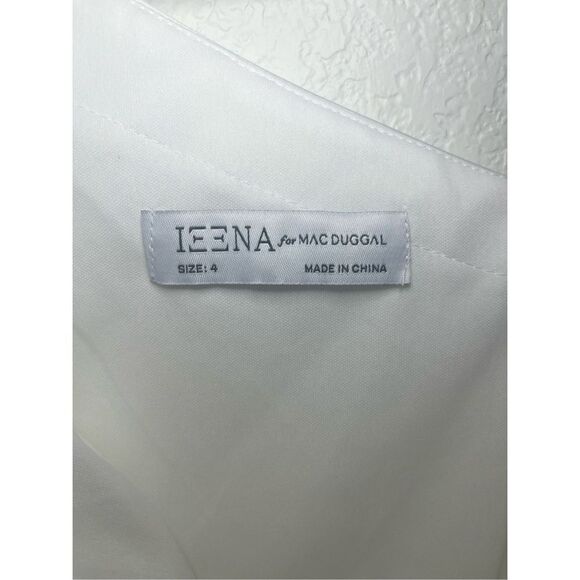 IEENA for MAC DUGGAL
SIZE: 4 MADE IN CHINA